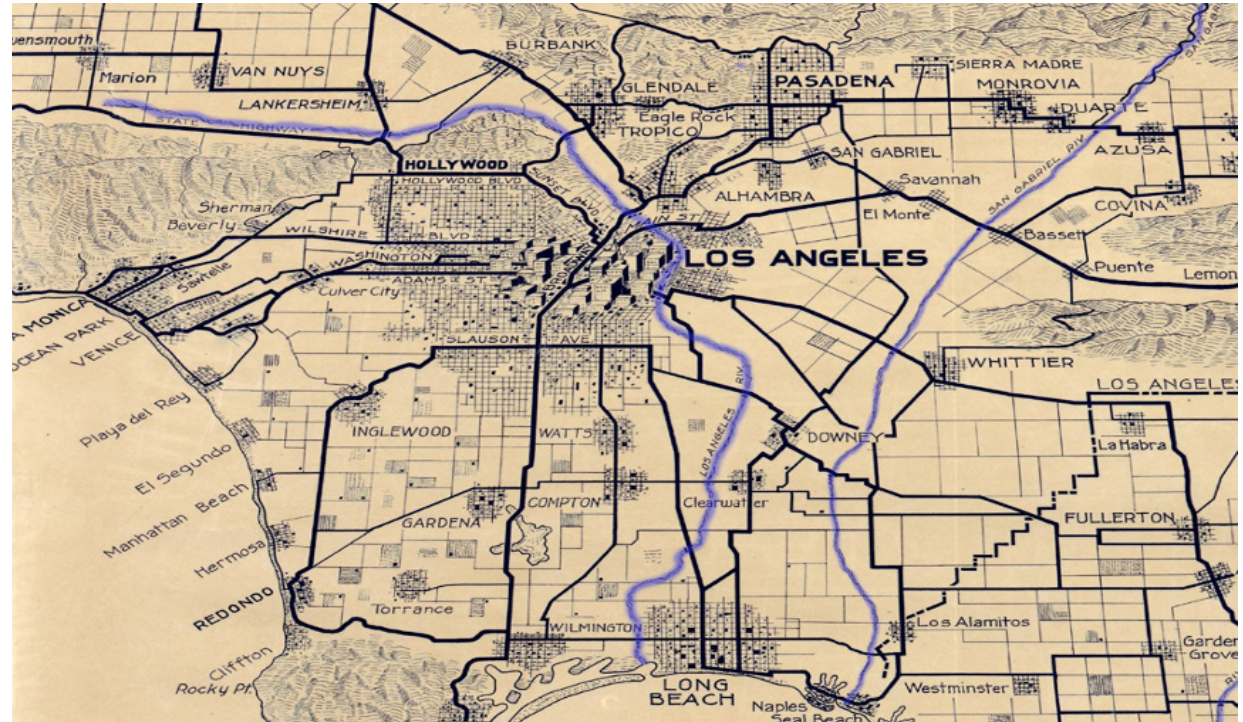 BURBANK
Marion
VAN NUYS
LANKERSHEIM
STATE HIGHWAY
GLENDALE
Eagle Rock
TROPICO
PASADENA
SIERRA MADRE
MONROVIA
DUARTE
AZUSA
HOLLYWOOD
HOLLYWOOD BLVD
SUNSET BLVD.
SAN GABRIEL
ALHAMBRA
Savannah
El Monte
SAN GABRIEL RIV.
COVINA
Bassett
Puente
Lemon
Sherman
Beverly
WILSHIRE BLVD
WASHINGTON
ADAMS ST
BROADWAY
MAIN ST
LOS ANGELES
Sawtelle
Culver City
A MONICA
OCEAN PARK
VENICE
SLAUSON AVE
WHITTIER
LOS ANGELES
Playa del Rey
INGLEWOOD
WATTS
LOS ANGELES RIV.
DOWNEY
La Habra
El Segundo
Manhattan Beach
COMPTON
Clearwater
GARDENA
FULLERTON
Hermosa
REDONDO
Torrance
WILMINGTON
Los Alamitos
Garden
Grove
Cliffton
Rocky Pt.
LONG
BEACH
Westminster
Naples
Seal Beach